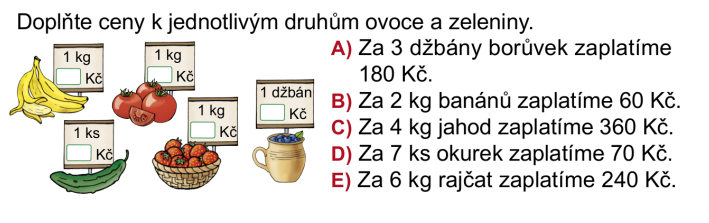 Doplňte ceny k jednotlivým druhům ovoce a zeleniny.
1 kg
Kč
1 kg
Kč
1 ks
Kč
1 kg
Kč
1 džbán
Kč
A) Za 3 džbány borůvek zaplatíme
180 Kč.
B) Za 2 kg banánů zaplatíme 60 Kč.
C) Za 4 kg jahod zaplatíme 360 Kč.
D) Za 7 ks okurek zaplatíme 70 Kč.
E) Za 6 kg rajčat zaplatíme 240 Kč.